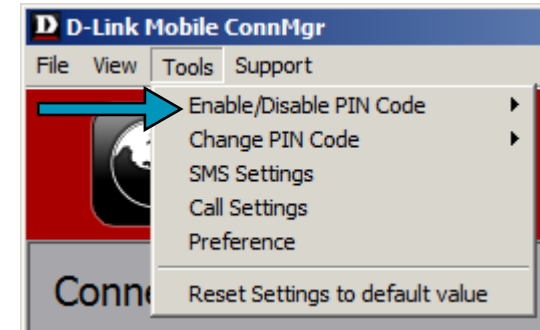 D D-Link Mobile ConnMgr
File View Tools Support
Enable/Disable PIN Code
Change PIN Code
SMS Settings
Call Settings
Preference
Reset Settings to default value
Conne